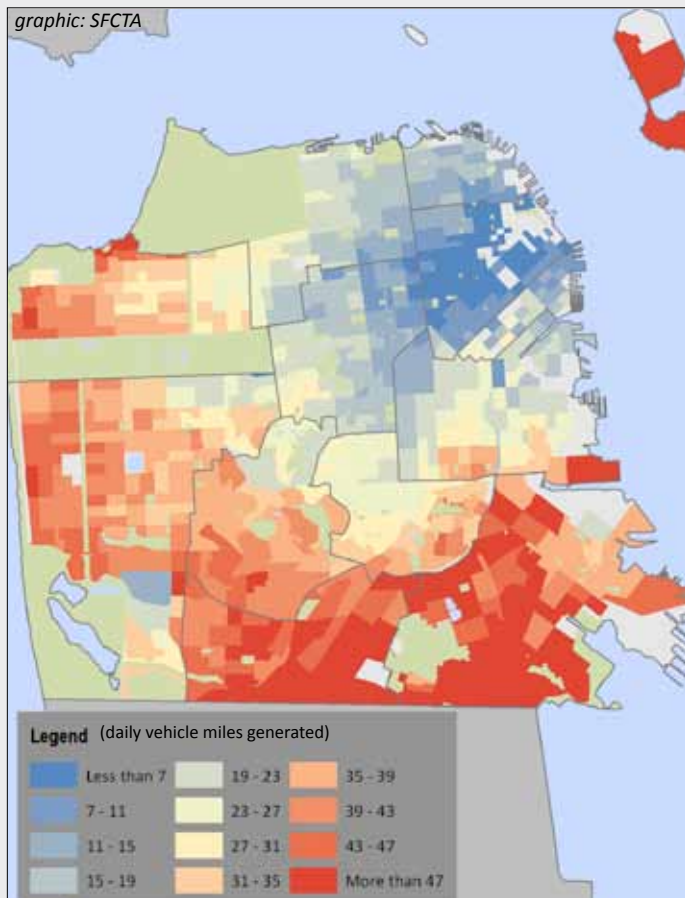 graphic: SFCTA
Legend (daily vehicle miles generated)
Less than 7
7 - 11
11 - 15
15 - 19
19 - 23
23 - 27
27 - 31
31 - 35
35 - 39
39 - 43
43 - 47
More than 47